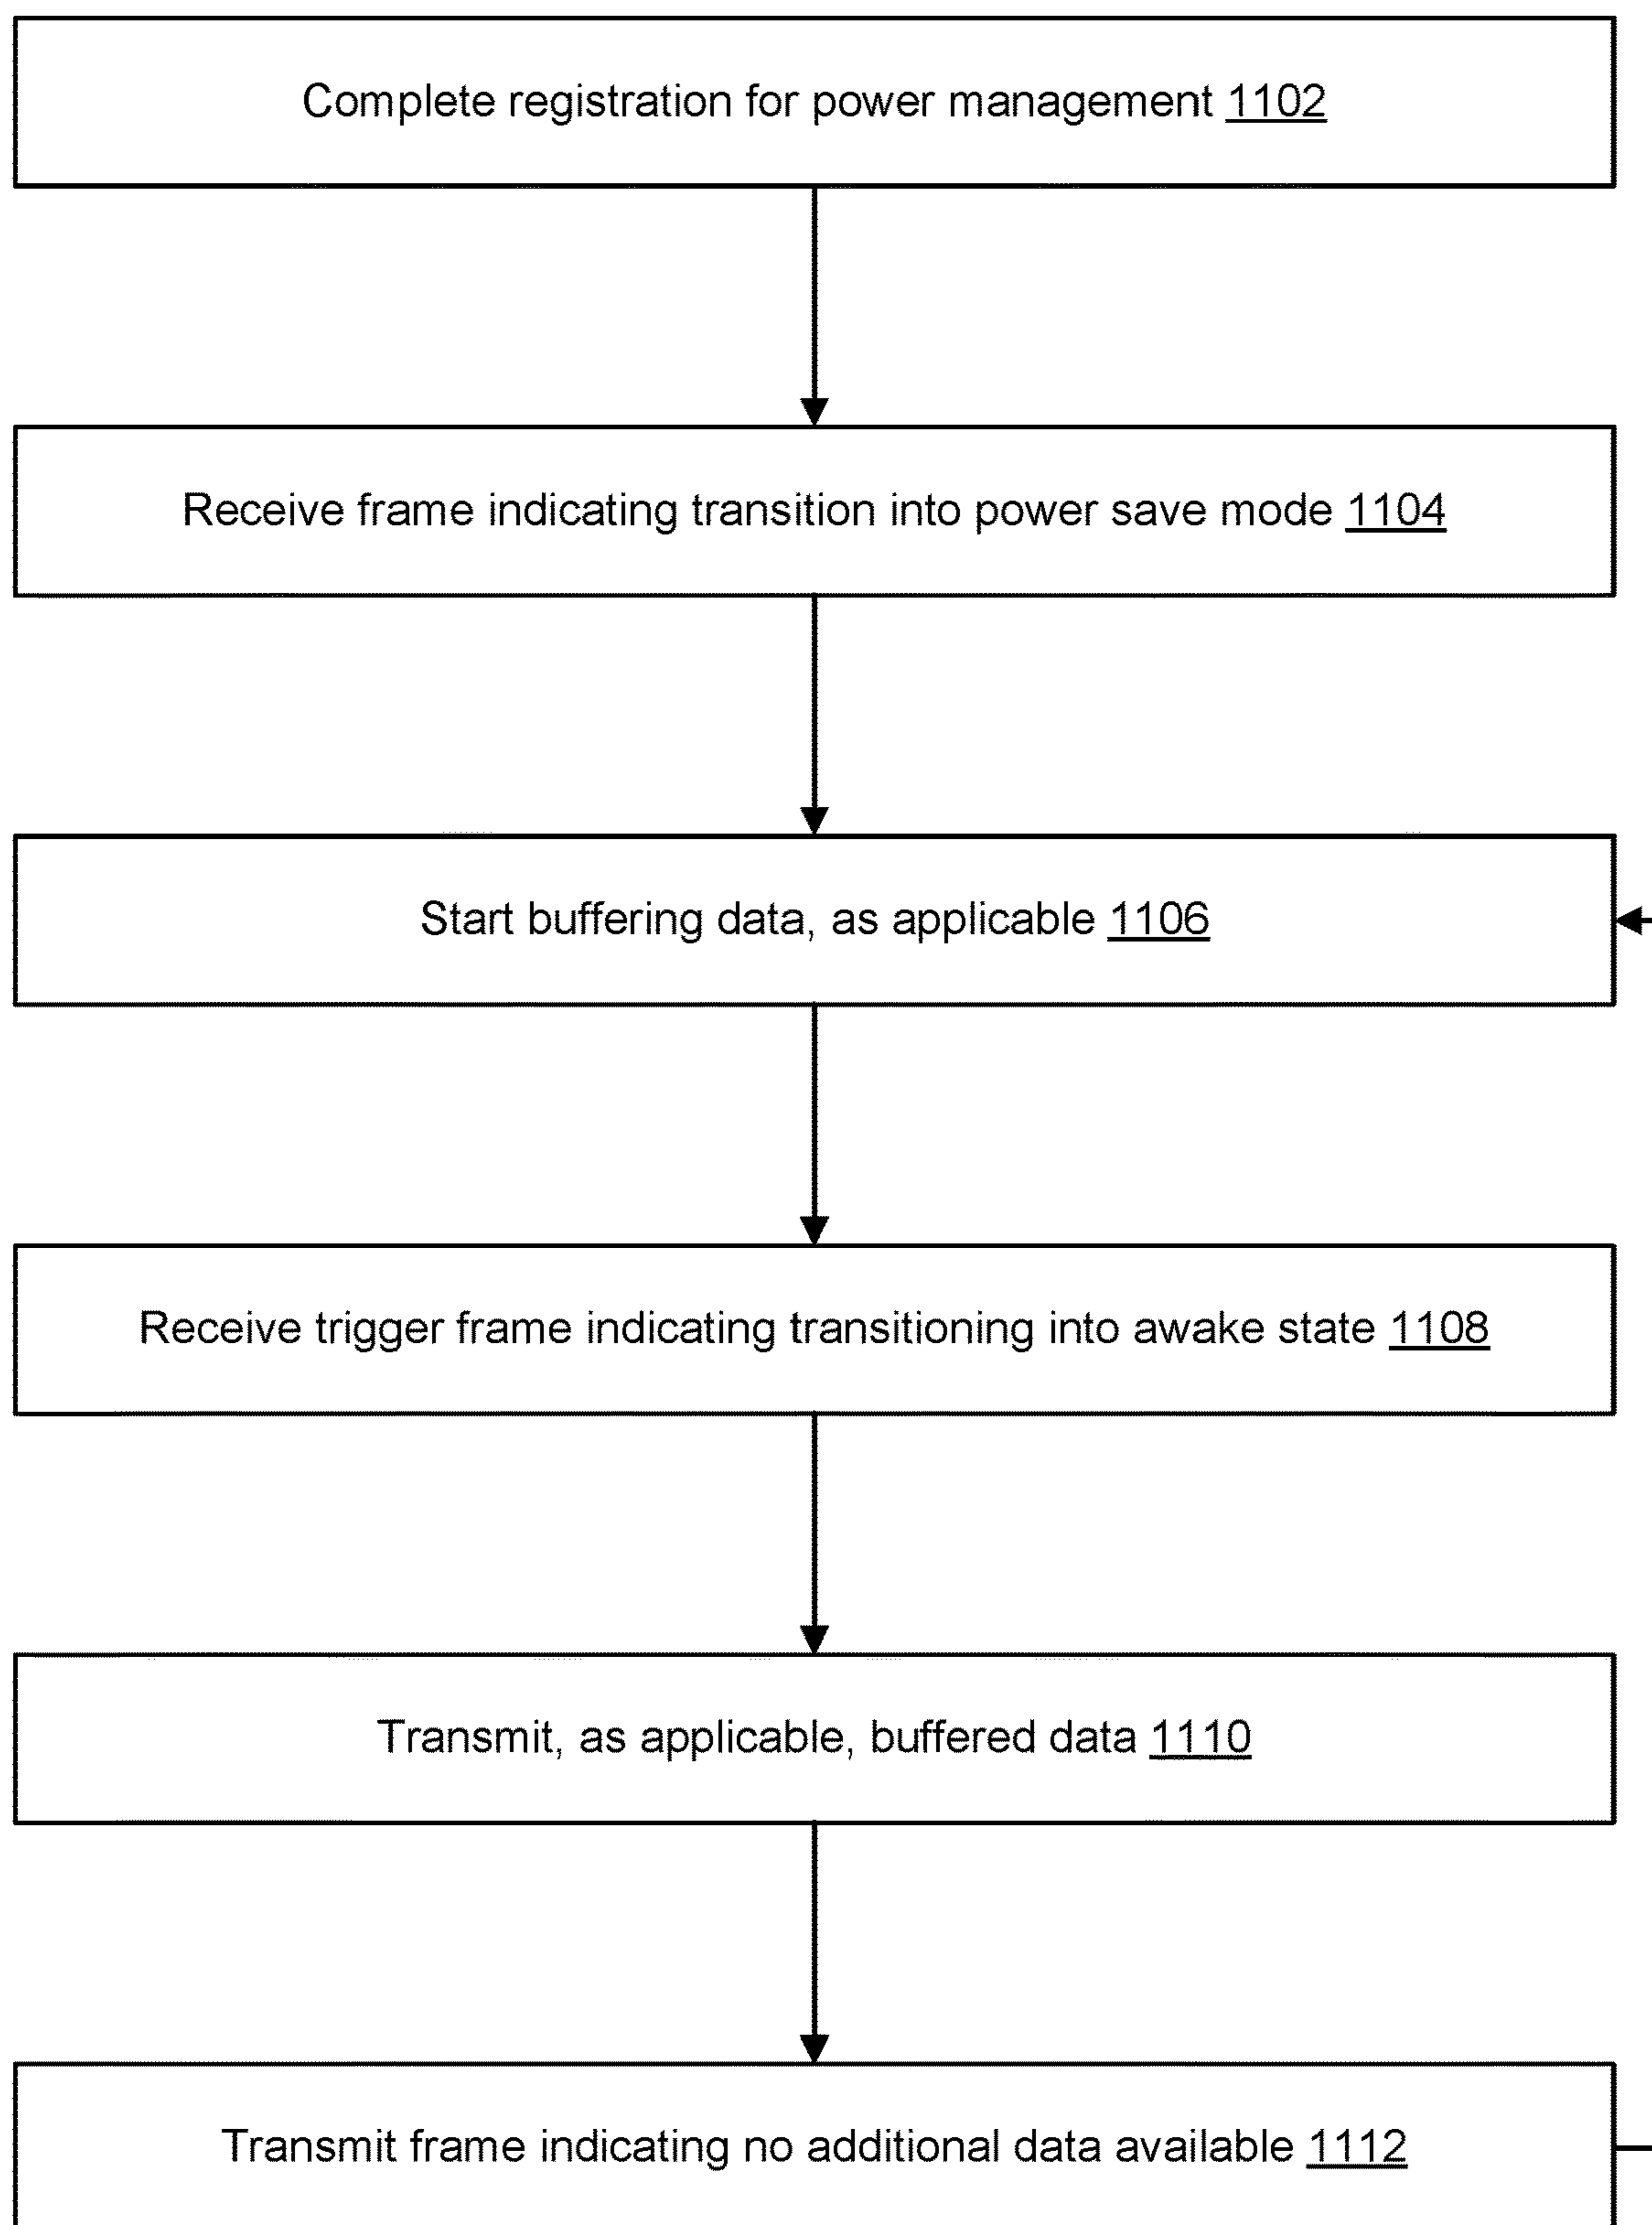 Complete registration for power management 1102
Receive frame indicating transition into power save mode 1104
Start buffering data, as applicable 1106
Receive trigger frame indicating transitioning into awake state 1108
Transmit, as applicable, buffered data 1110
Transmit frame indicating no additional data available 1112